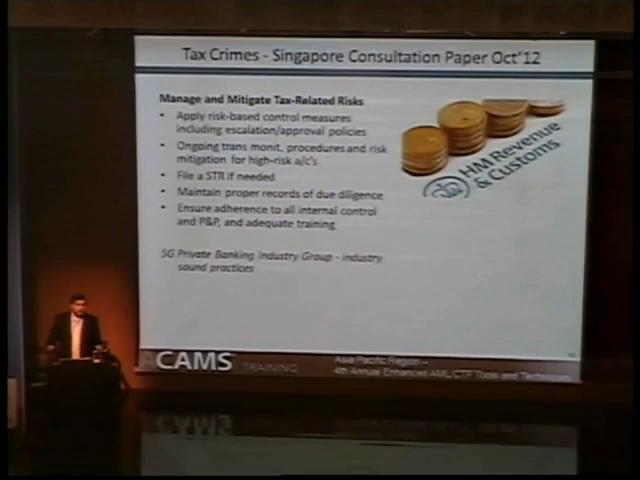 Tax Crimes - Singapore Consultation Paper Oct'12
Manage and Mitigate Tax-Related Risks
• Apply risk-based control measures
including escalation/approval policies
• Ongoing trans monit, procedures and risk
mitigation for high-risk a/c's
• File a STR if needed
• Maintain proper records of due diligence
• Ensure adherence to all internal control
and P&P, and adequate training
SG Private Banking Industry Group - industry
sound practices
HM Revenue
& Customs
ACAMS TRAINING
Asia Pacific Region –
4th Annual Enhanced AML/CTF Tools and Techniques